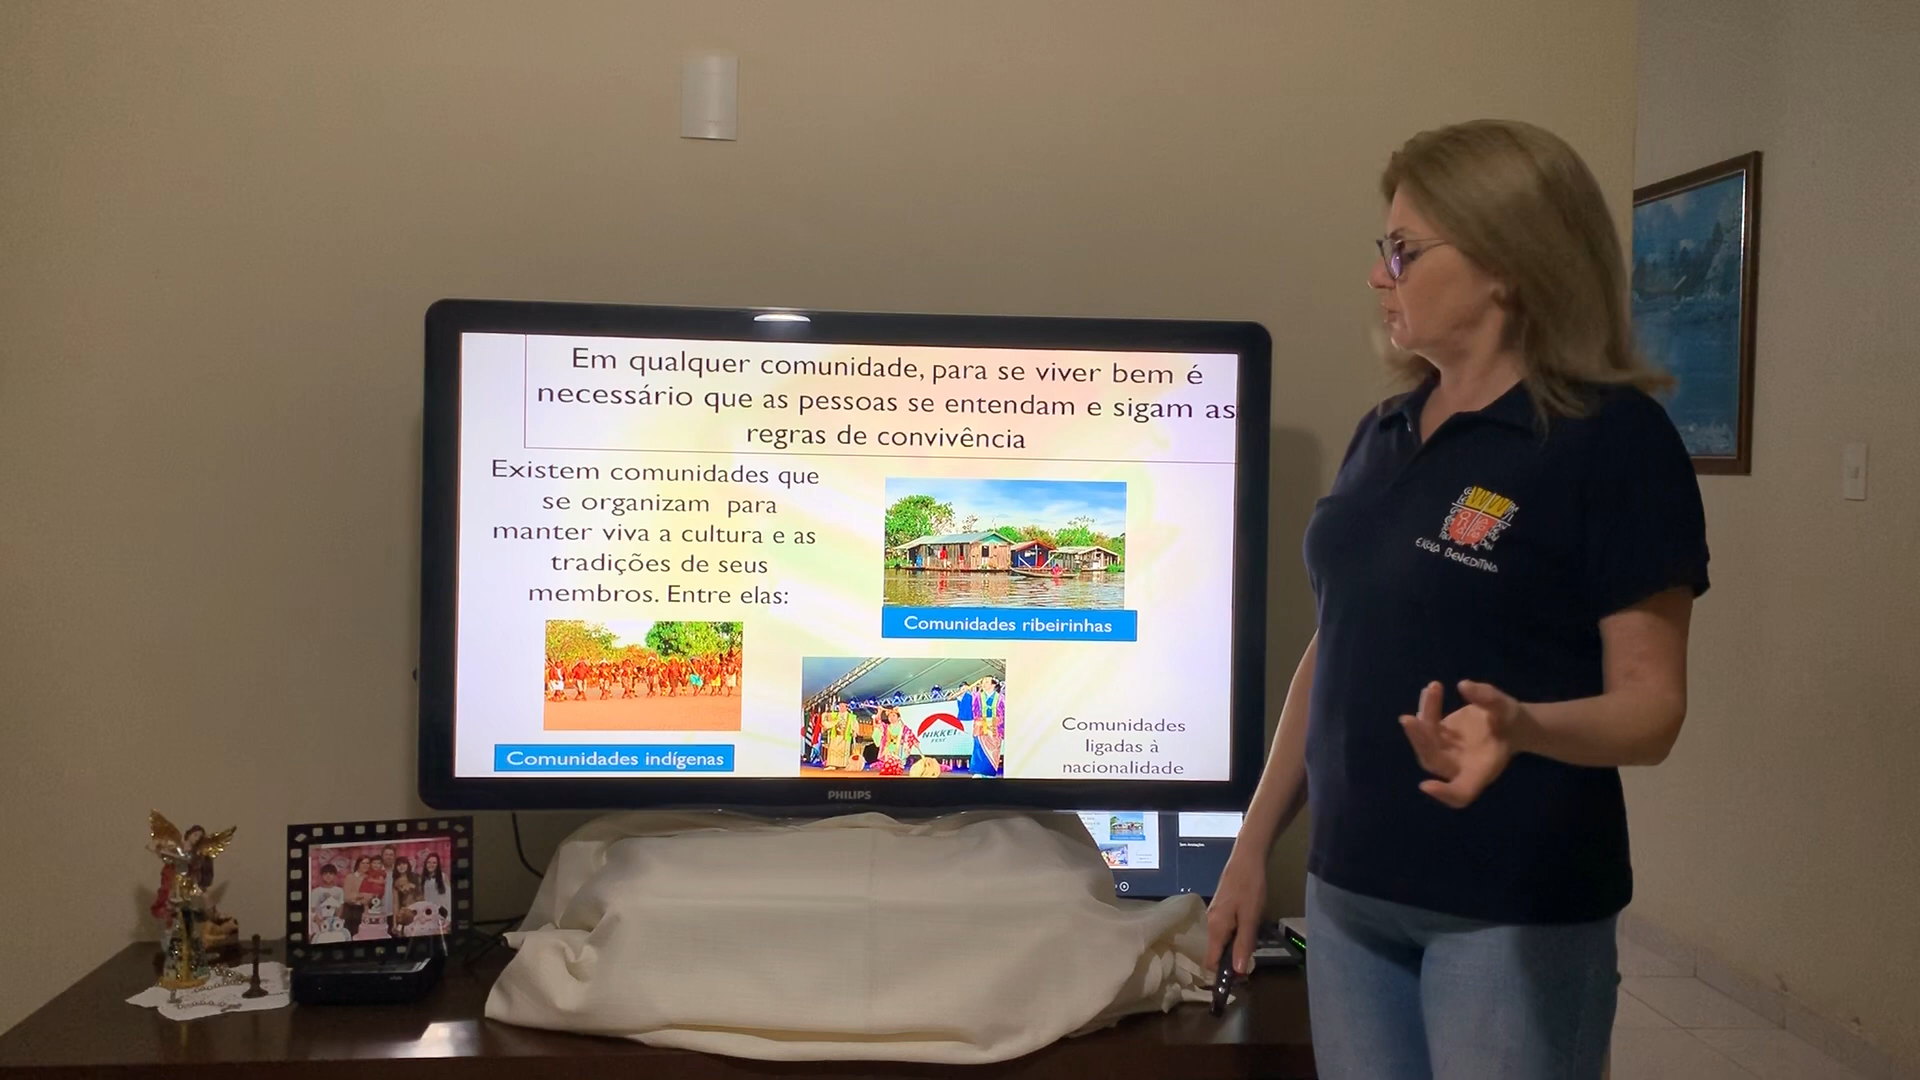 Em qualquer comunidade, para se viver bem é
necessário que as pessoas se entendam e sigam as
regras de convivência
Existem comunidades que
se organizam para
manter viva a cultura e as
tradições de seus
membros. Entre elas:
Comunidades ribeirinhas
Comunidades indígenas
NIKKEI
FEST
Comunidades
ligadas à
nacionalidade
PHILIPS
ESCOLA BENEDITINA